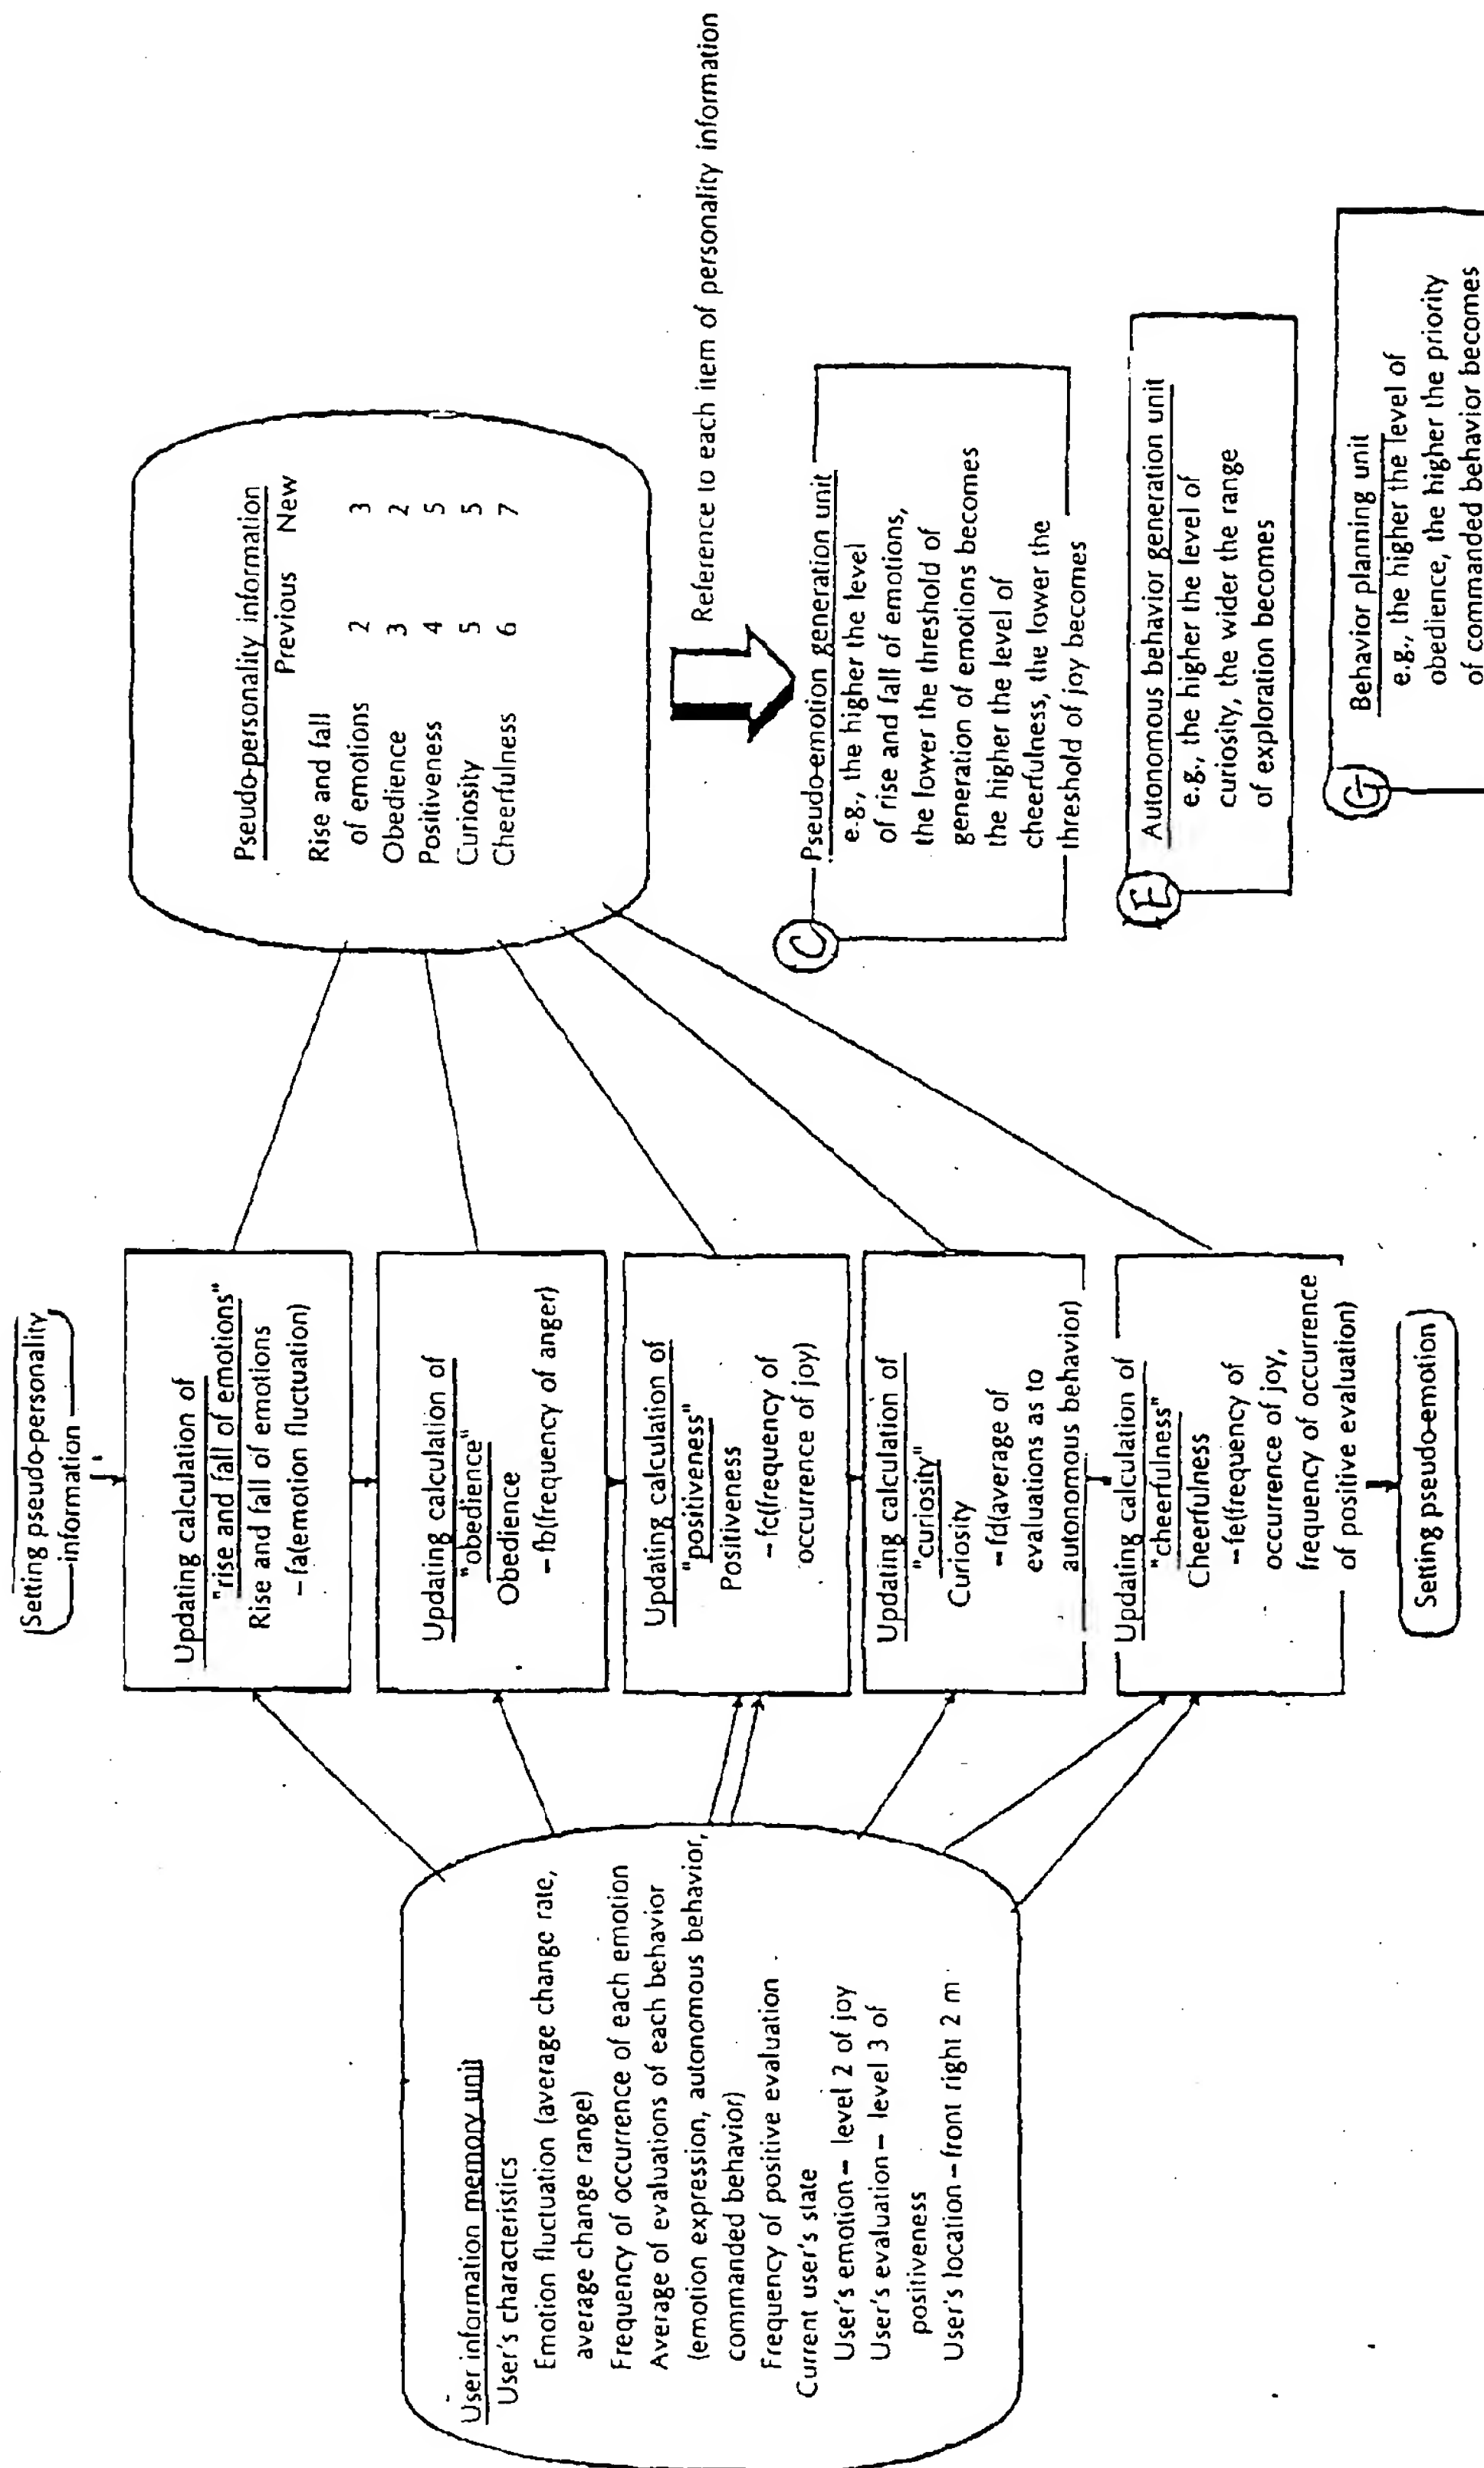 Setting pseudo-personality
information
User information memory unit
User's characteristics
Emotion fluctuation (average change rate,
average change range)
Frequency of occurrence of each emotion
Average of evaluations of each behavior
(emotion expression, autonomous behavior,
commanded behavior)
Frequency of positive evaluation
Current user's state
User's emotion – level 2 of joy
User's evaluation – level 3 of
positiveness
User's location – front right 2 m
Updating calculation of
"rise and fall of emotions"
Rise and fall of emotions
– fa(emotion fluctuation)
Updating calculation of
"obedience"
Obedience
– fb(frequency of anger)
Updating calculation of
"positiveness"
Positiveness
– fc(frequency of
occurrence of joy)
Updating calculation of
"curiosity"
Curiosity
– fd(average of
evaluations as to
autonomous behavior)
Updating calculation of
"cheerfulness"
Cheerfulness
– fe(frequency of
occurrence of joy,
frequency of occurrence
of positive evaluation)
Setting pseudo-emotion
Pseudo-personality information
Previous New
Rise and fall
of emotions 2 3
Obedience 3 2
Positiveness 4 5
Curiosity 5 5
Cheerfulness 6 7
Reference to each item of personality information
C
Pseudo-emotion generation unit
e.g., the higher the level
of rise and fall of emotions,
the lower the threshold of
generation of emotions becomes
the higher the level of
cheerfulness, the lower the
threshold of joy becomes
E
Autonomous behavior generation unit
e.g., the higher the level of
curiosity, the wider the range
of exploration becomes
G
Behavior planning unit
e.g., the higher the level of
obedience, the higher the priority
of commanded behavior becomes